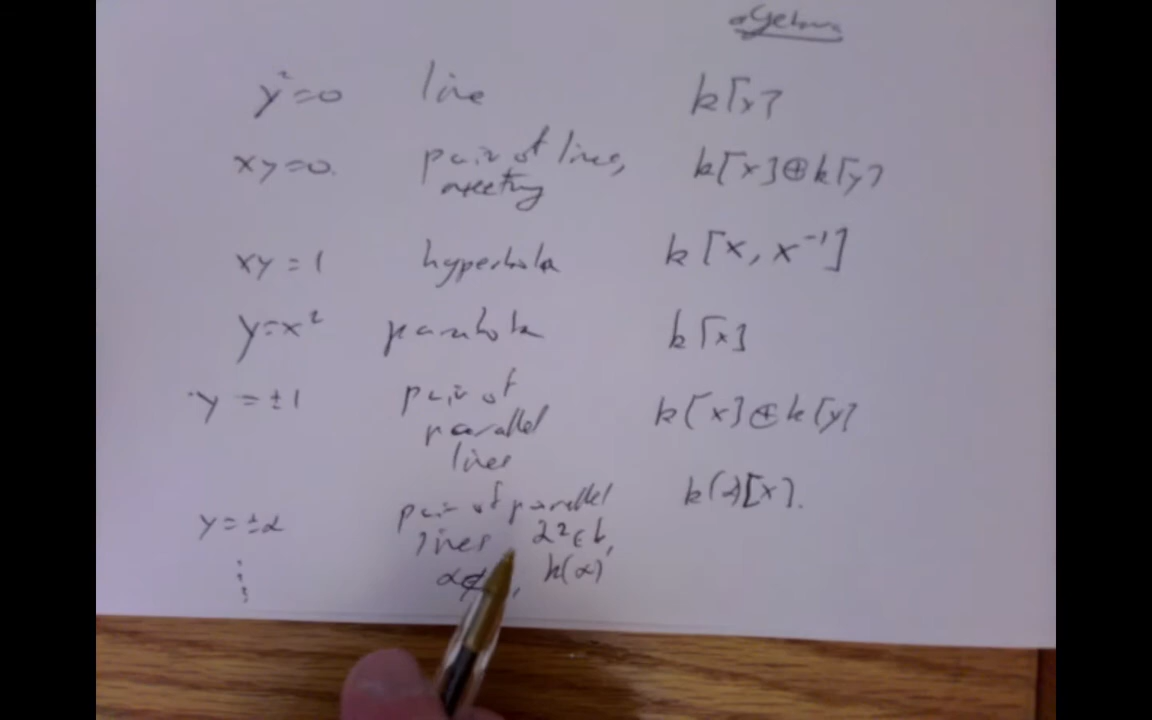 algebra
y²=0 line k[x]
xy=0. pair of lines, k[x]⊕k[y]
meeting
xy=1 hyperbola k[x, x⁻¹]
y=x² parabola k[x]
y=±1 pair of k[x]⊕k[y]
parallel
lines
y=±α pair of parallel k(α)[x].
lines α²∈k,
⋮ α∉ , k(α)